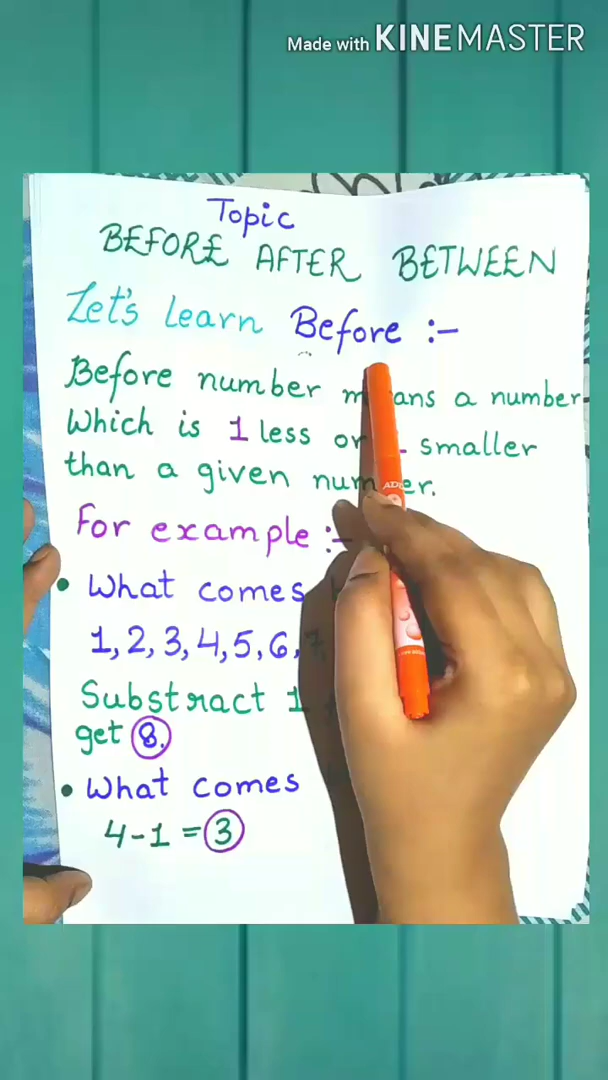 Made with KINEMASTER
Topic
BEFORE AFTER BETWEEN
Let's learn Before :-
Before number means a number
Which is 1 less or 1 smaller
than a given number.
For example :-
What comes
1, 2, 3, 4, 5, 6, 7
Substract 1
get 8.
What comes
4-1 = 3